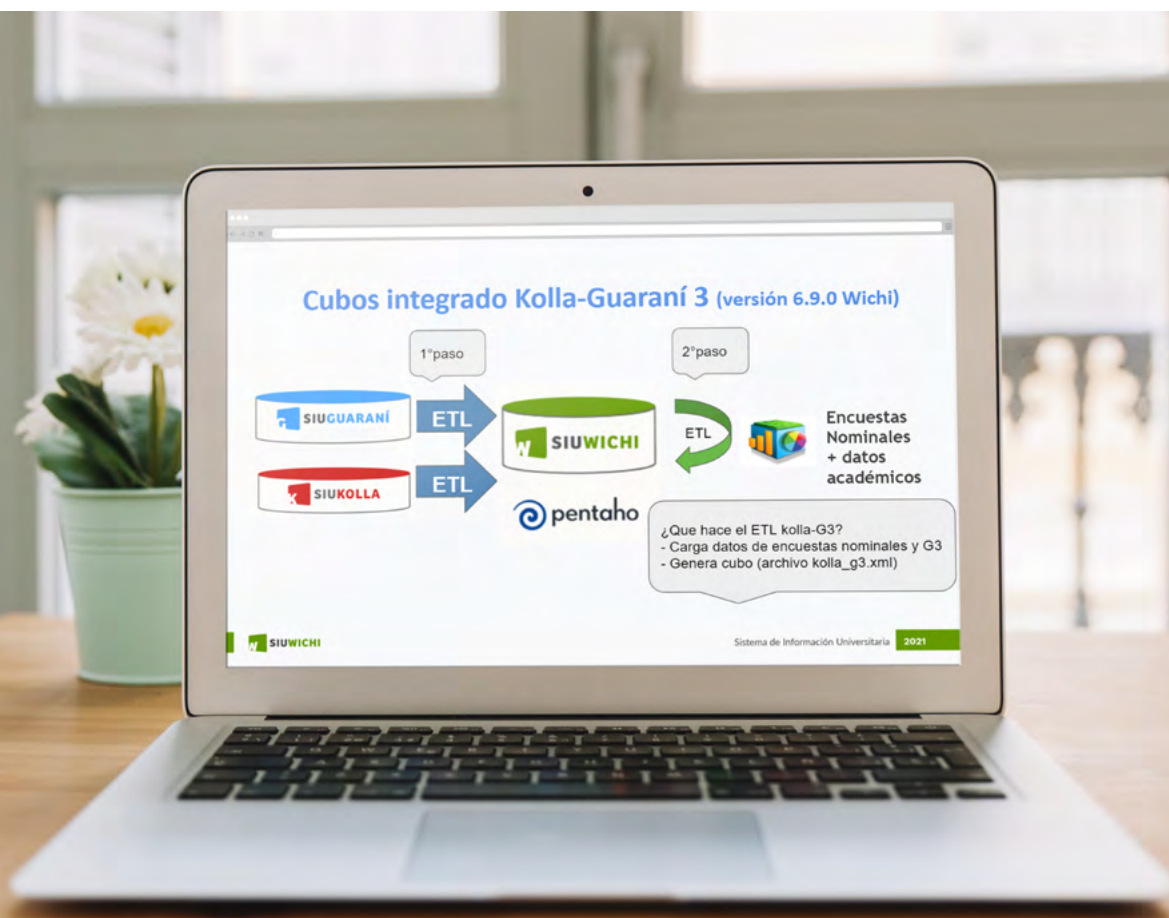 Cubos integrado Kolla-Guaraní 3 (versión 6.9.0 Wichi)
1°paso
2°paso
SIUGUARANÍ
ETL
SIUWICHI
ETL
Encuestas
Nominales
+ datos
académicos
SIUKOLLA
ETL
pentaho
¿Que hace el ETL kolla-G3?
- Carga datos de encuestas nominales y G3
- Genera cubo (archivo kolla_g3.xml)
SIUWICHI
Sistema de Información Universitaria
2021